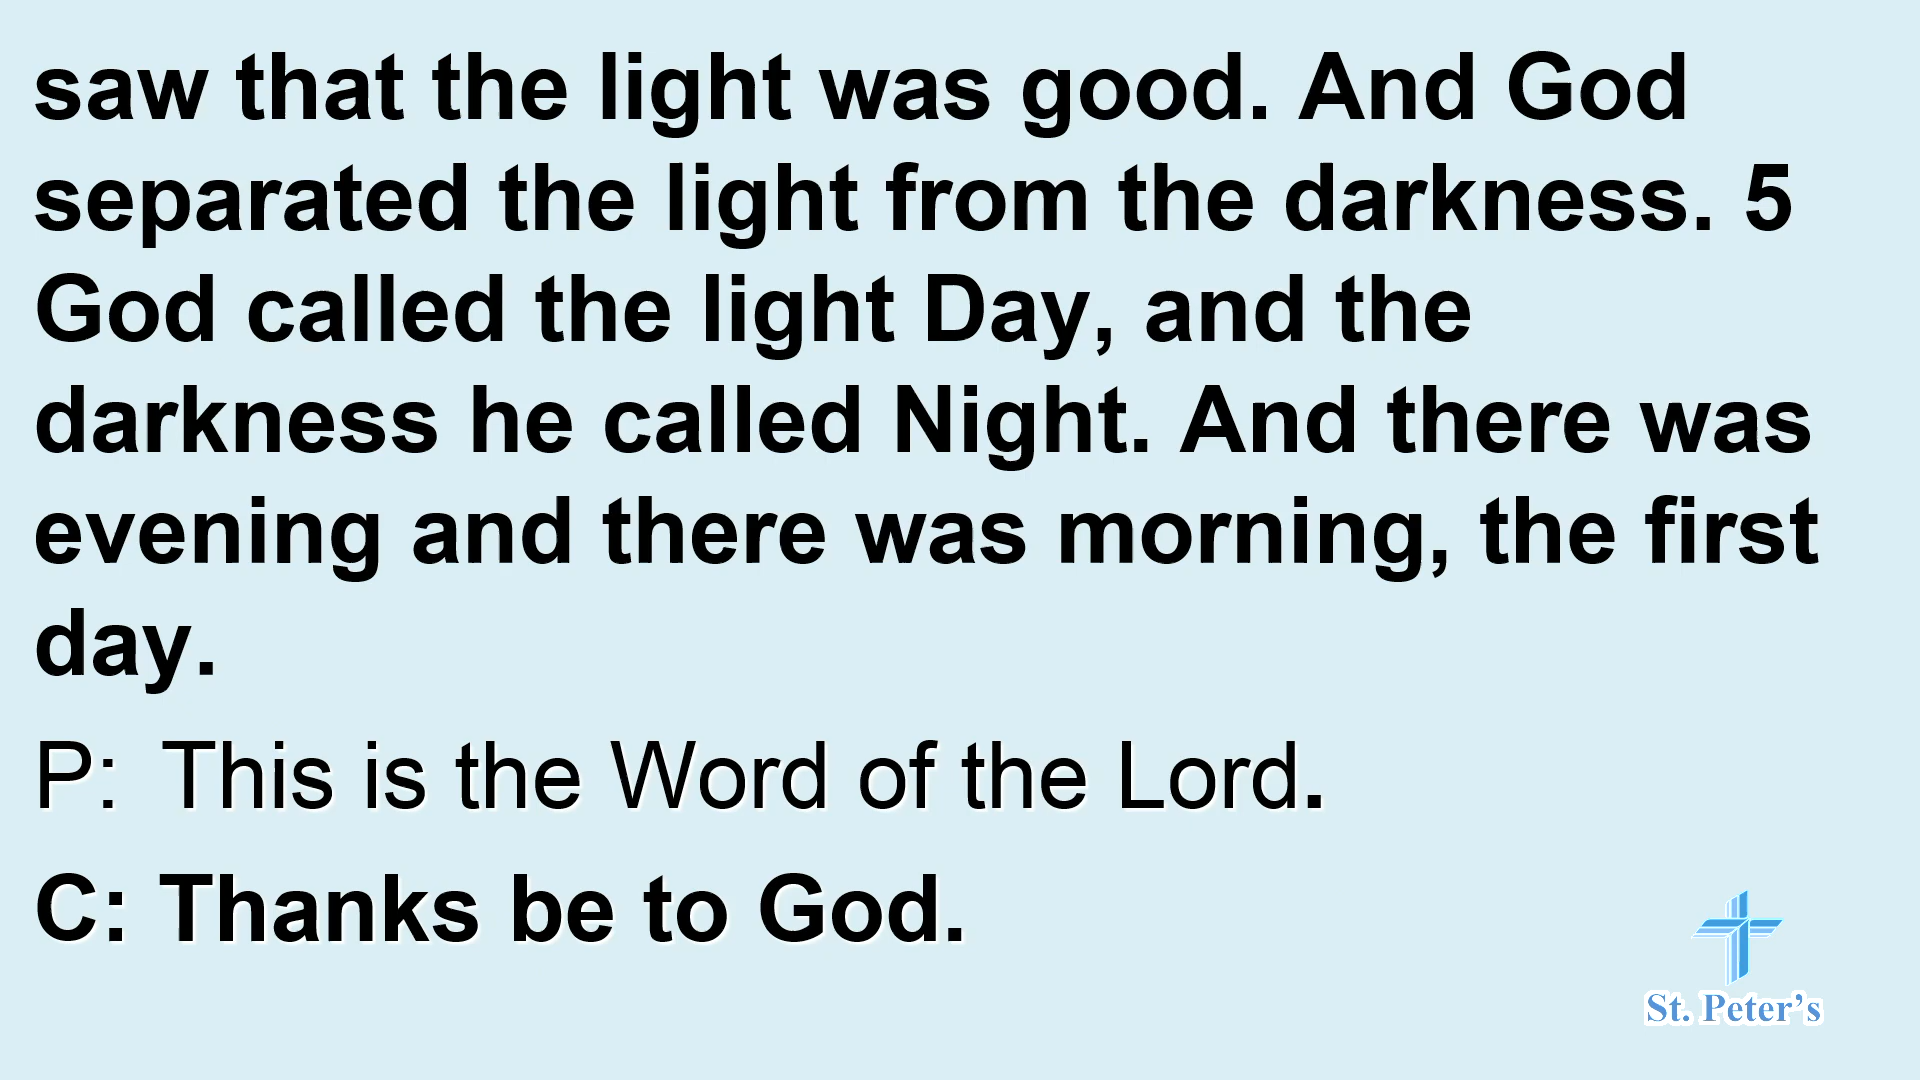 saw that the light was good. And God
separated the light from the darkness. 5
God called the light Day, and the
darkness he called Night. And there was
evening and there was morning, the first
day.
P: This is the Word of the Lord.
C: Thanks be to God.
St. Peter’s